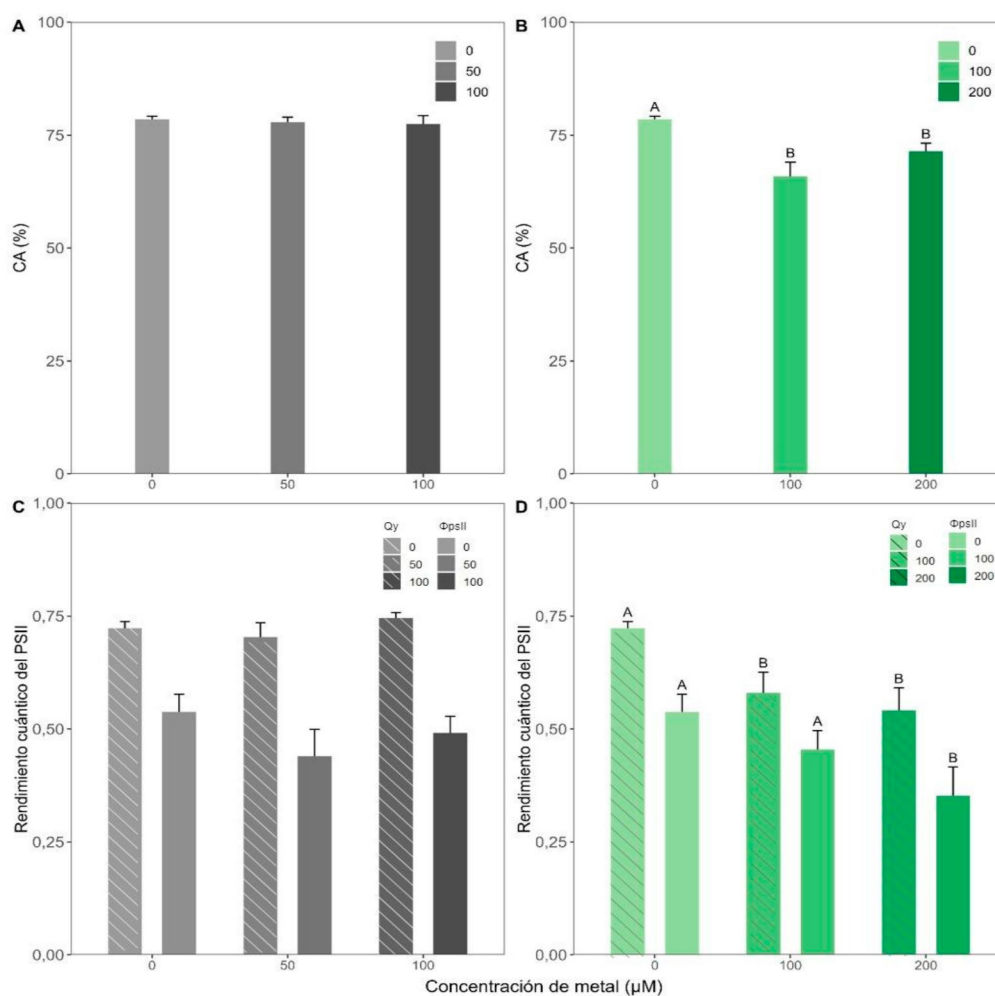 A
100
75
50
25
0
CA (%)
0
50
100
0
50
100
B
100
75
50
25
0
CA (%)
0
100
200
A
B
B
0
100
200
C
1,00
0,75
0,50
0,25
0,00
Rendimiento cuántico del PSII
Qy ΦpsII
0 0
50 50
100 100
0
50
100
D
1,00
0,75
0,50
0,25
0,00
Rendimiento cuántico del PSII
Qy ΦpsII
0 0
100 100
200 200
A
A
B
A
B
B
0
100
200
Concentración de metal (µM)